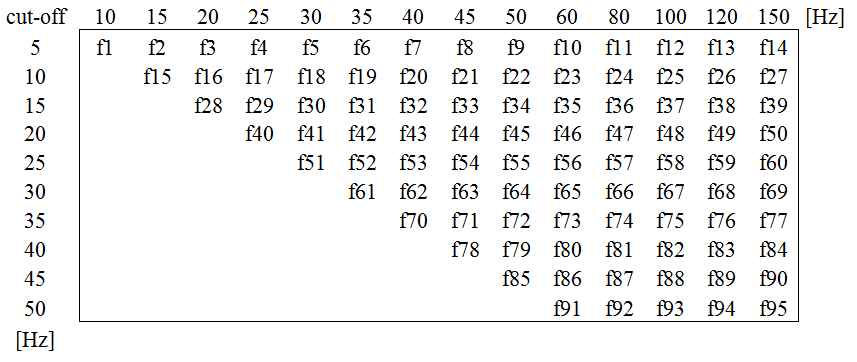 cut-off 10 15 20 25 30 35 40 45 50 60 80 100 120 150 [Hz]
5 f1 f2 f3 f4 f5 f6 f7 f8 f9 f10 f11 f12 f13 f14
10 f15 f16 f17 f18 f19 f20 f21 f22 f23 f24 f25 f26 f27
15 f28 f29 f30 f31 f32 f33 f34 f35 f36 f37 f38 f39
20 f40 f41 f42 f43 f44 f45 f46 f47 f48 f49 f50
25 f51 f52 f53 f54 f55 f56 f57 f58 f59 f60
30 f61 f62 f63 f64 f65 f66 f67 f68 f69
35 f70 f71 f72 f73 f74 f75 f76 f77
40 f78 f79 f80 f81 f82 f83 f84
45 f85 f86 f87 f88 f89 f90
50 f91 f92 f93 f94 f95
[Hz]